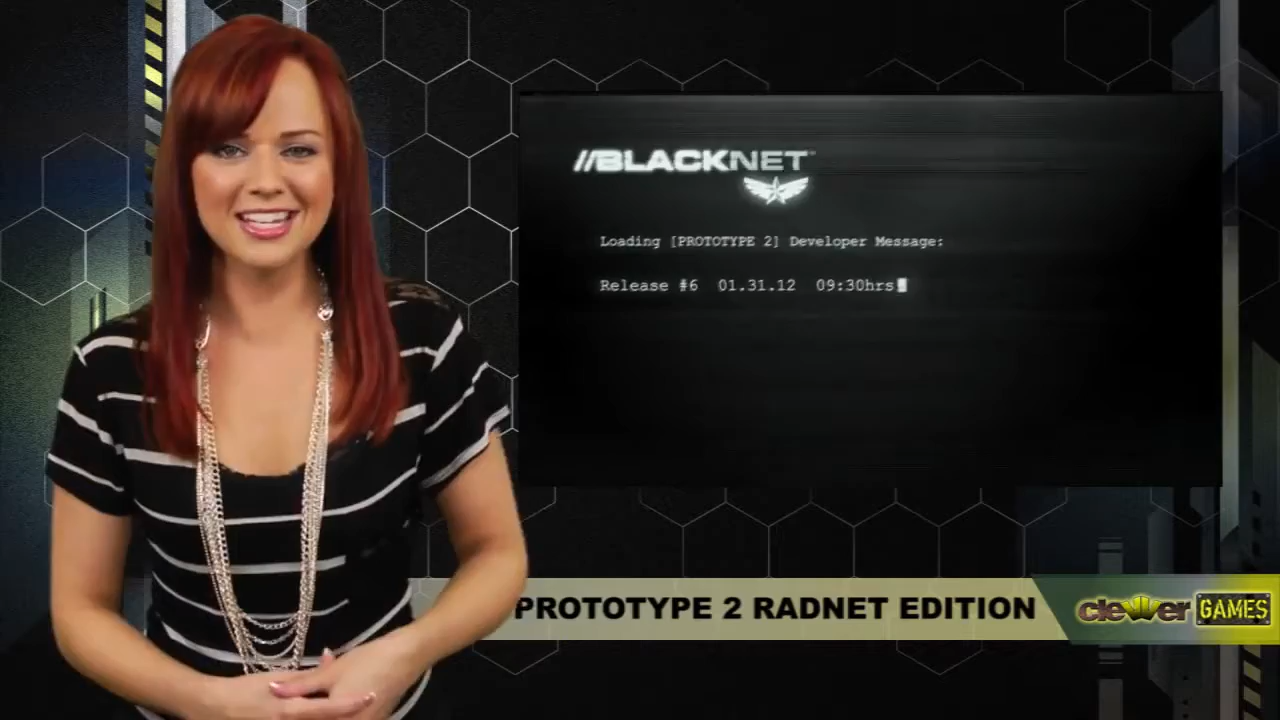 //BLACKNET
Loading [PROTOTYPE 2] Developer Message:
Release #6 01.31.12 09:30hrs
PROTOTYPE 2 RADNET EDITION
clevver GAMES